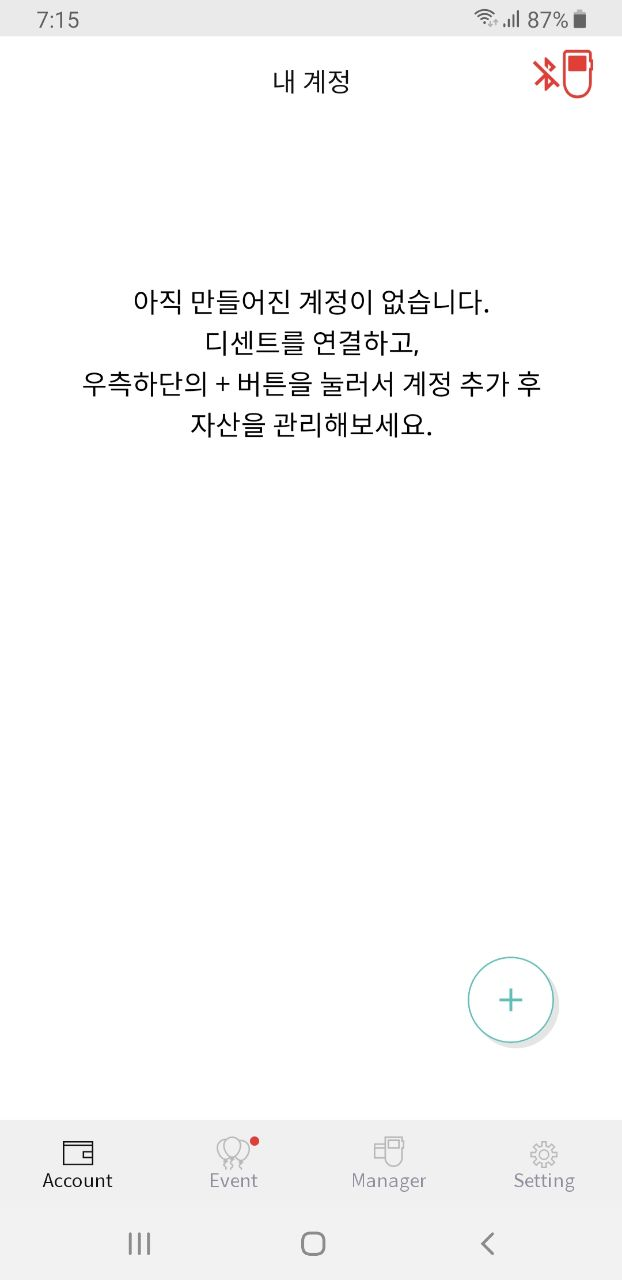 7:15
87%
내 계정
아직 만들어진 계정이 없습니다.
디센트를 연결하고,
우측하단의 + 버튼을 눌러서 계정 추가 후
자산을 관리해보세요.
+
Account
Event
Manager
Setting